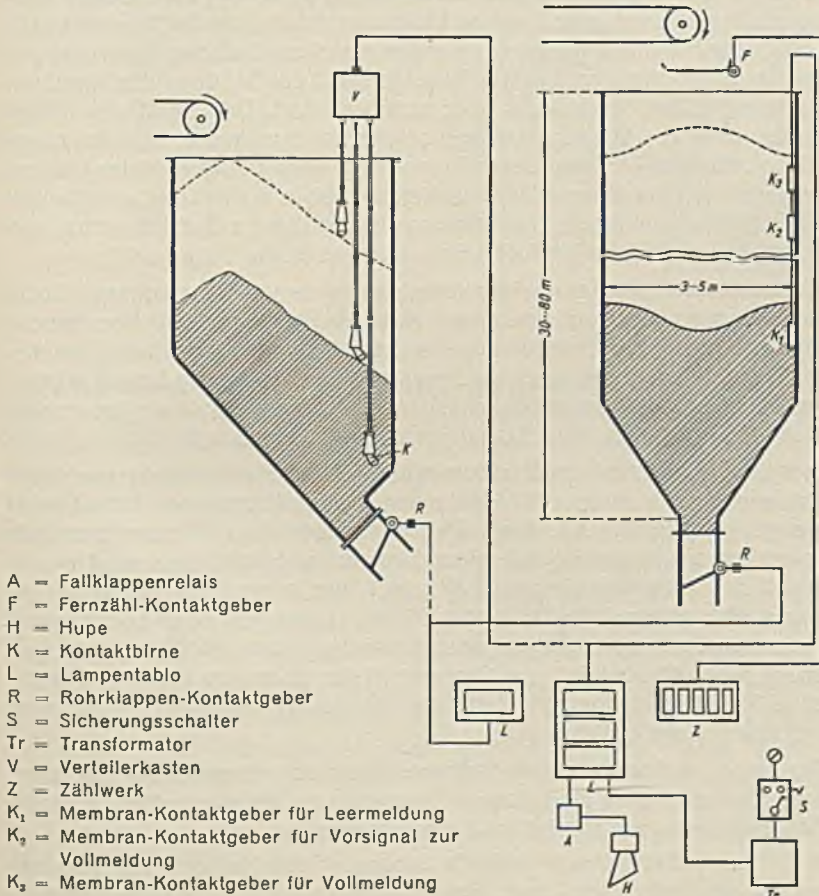 V
F
K₃
K₂
3–5 m
30–80 m
K₁
K
R
R
A = Fallklappenrelais
F = Fernzähl-Kontaktgeber
H = Hupe
K = Kontaktbirne
L = Lampentablo
R = Rohrklappen-Kontaktgeber
S = Sicherungsschalter
Tr = Transformator
V = Verteilerkasten
Z = Zählwerk
K₁ = Membran-Kontaktgeber für Leermeldung
K₂ = Membran-Kontaktgeber für Vorsignal zur
Vollmeldung
K₃ = Membran-Kontaktgeber für Vollmeldung
L
Z
L
S
A
H
Tr